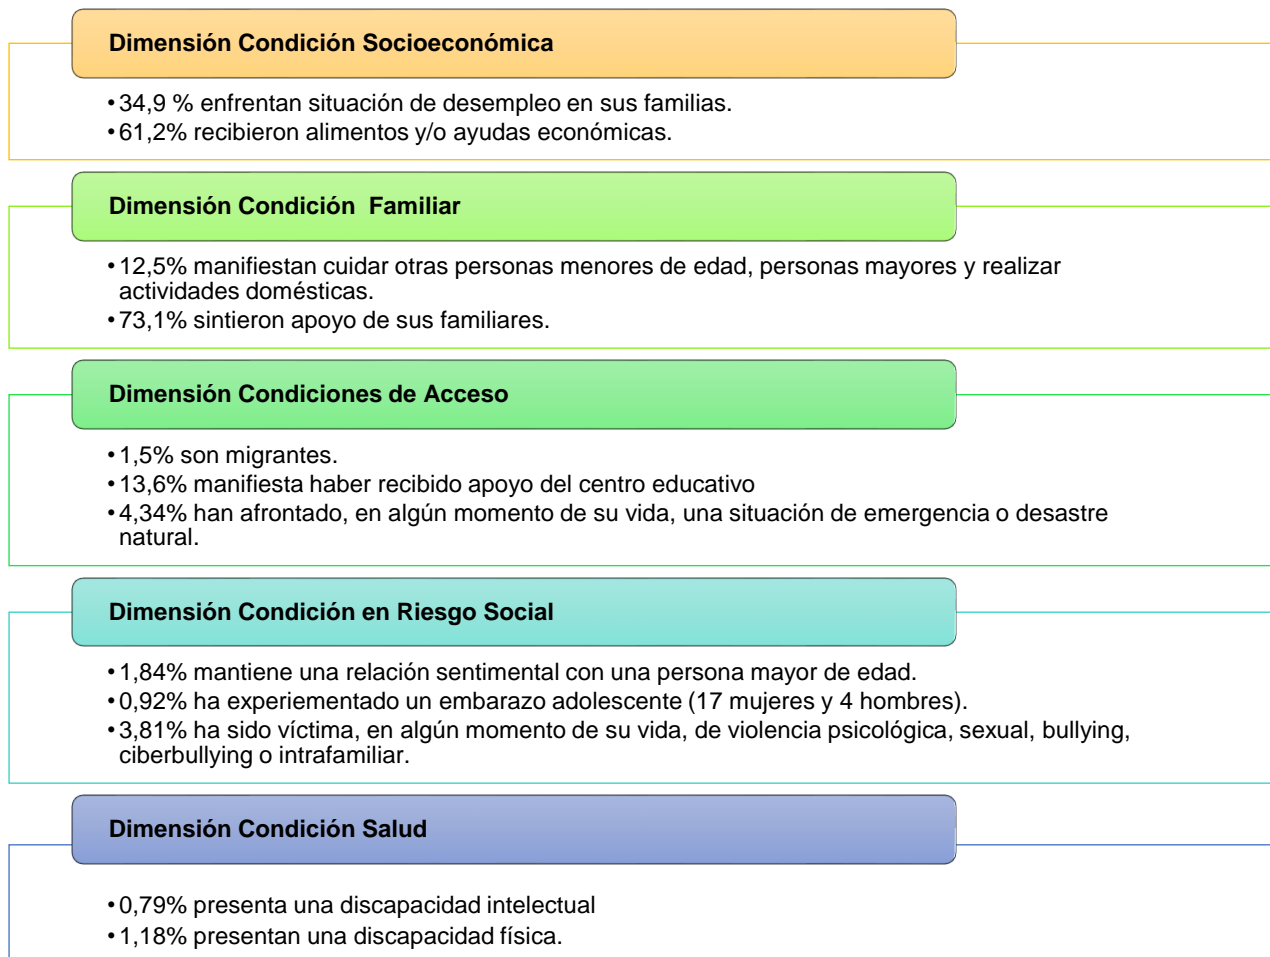 Dimensión Condición Socioeconómica
•34,9 % enfrentan situación de desempleo en sus familias.
•61,2% recibieron alimentos y/o ayudas económicas.
Dimensión Condición  Familiar
•12,5% manifiestan cuidar otras personas menores de edad, personas mayores y realizar
actividades domésticas.
•73,1% sintieron apoyo de sus familiares.
Dimensión Condiciones de Acceso
•1,5% son migrantes.
•13,6% manifiesta haber recibido apoyo del centro educativo
•4,34% han afrontado, en algún momento de su vida, una situación de emergencia o desastre
natural.
Dimensión Condición en Riesgo Social
•1,84% mantiene una relación sentimental con una persona mayor de edad.
•0,92% ha experiementado un embarazo adolescente (17 mujeres y 4 hombres).
•3,81% ha sido víctima, en algún momento de su vida, de violencia psicológica, sexual, bullying,
ciberbullying o intrafamiliar.
Dimensión Condición Salud
•0,79% presenta una discapacidad intelectual
•1,18% presentan una discapacidad física.